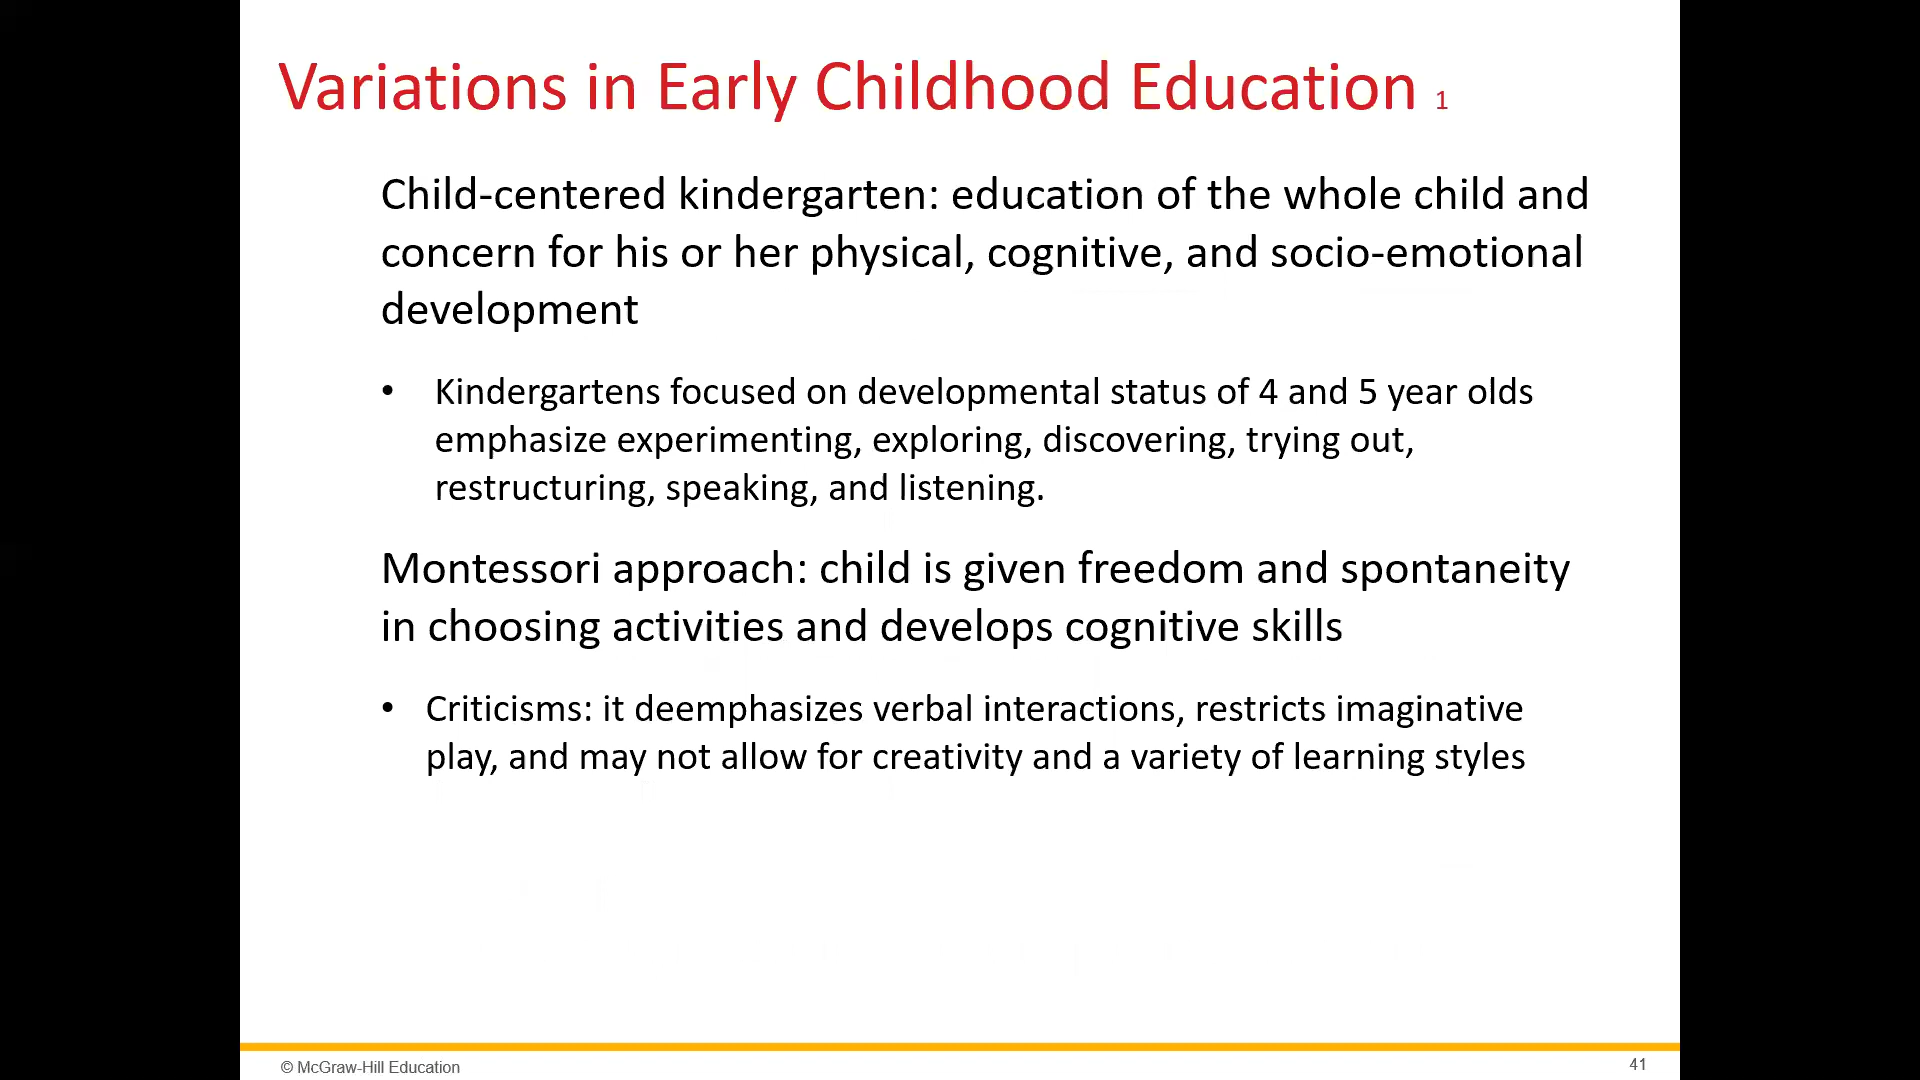 Variations in Early Childhood Education 1
Child-centered kindergarten: education of the whole child and
concern for his or her physical, cognitive, and socio-emotional
development
• Kindergartens focused on developmental status of 4 and 5 year olds
emphasize experimenting, exploring, discovering, trying out,
restructuring, speaking, and listening.
Montessori approach: child is given freedom and spontaneity
in choosing activities and develops cognitive skills
• Criticisms: it deemphasizes verbal interactions, restricts imaginative
play, and may not allow for creativity and a variety of learning styles
© McGraw-Hill Education
41